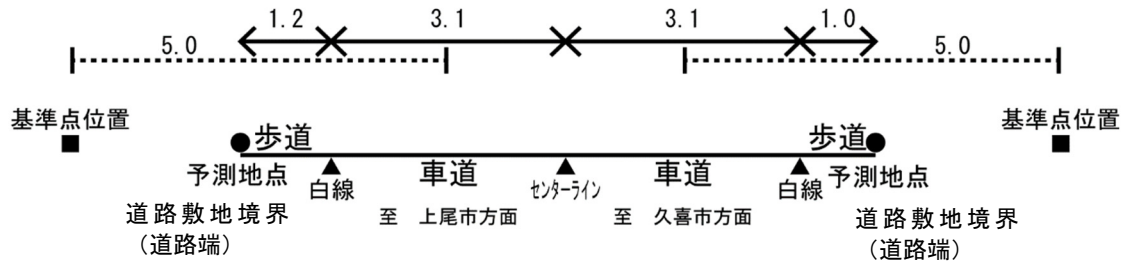 1.2 3.1 3.1 1.0
5.0 5.0
基準点位置 基準点位置
歩道 歩道
予測地点 車道 センターライン 車道 予測地点
白線 白線
道路敷地境界 至 上尾市方面 至 久喜市方面 道路敷地境界
(道路端) (道路端)